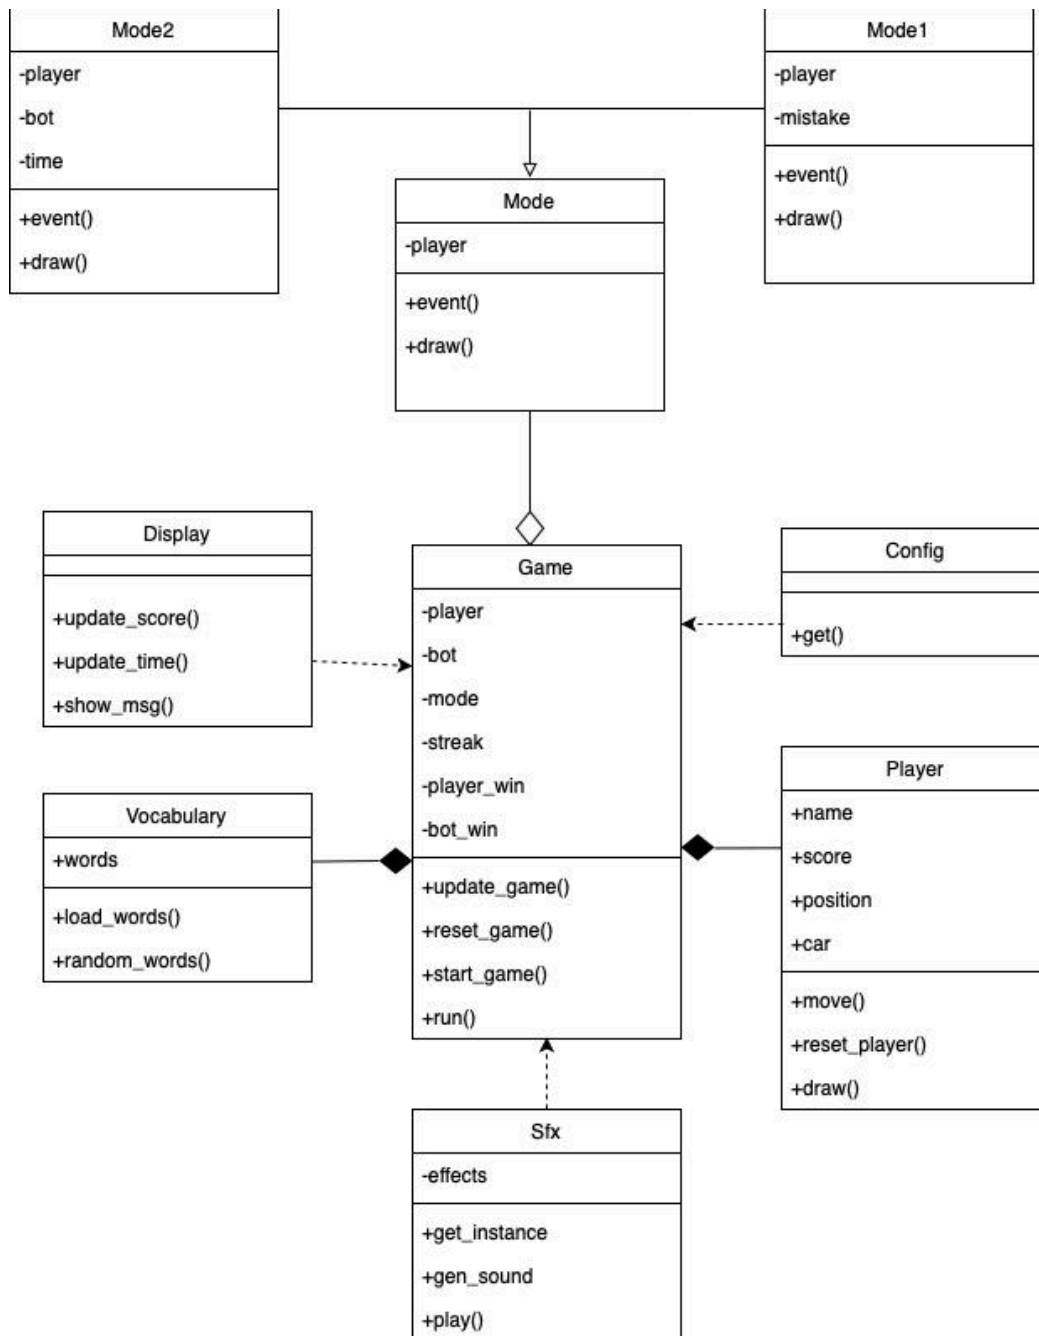 Mode2
-player
-bot
-time
+event()
+draw()
Mode1
-player
-mistake
+event()
+draw()
Mode
-player
+event()
+draw()
Display
+update_score()
+update_time()
+show_msg()
Game
-player
-bot
-mode
-streak
-player_win
-bot_win
+update_game()
+reset_game()
+start_game()
+run()
Config
+get()
Vocabulary
+words
+load_words()
+random_words()
Player
+name
+score
+position
+car
+move()
+reset_player()
+draw()
Sfx
-effects
+get_instance
+gen_sound
+play()